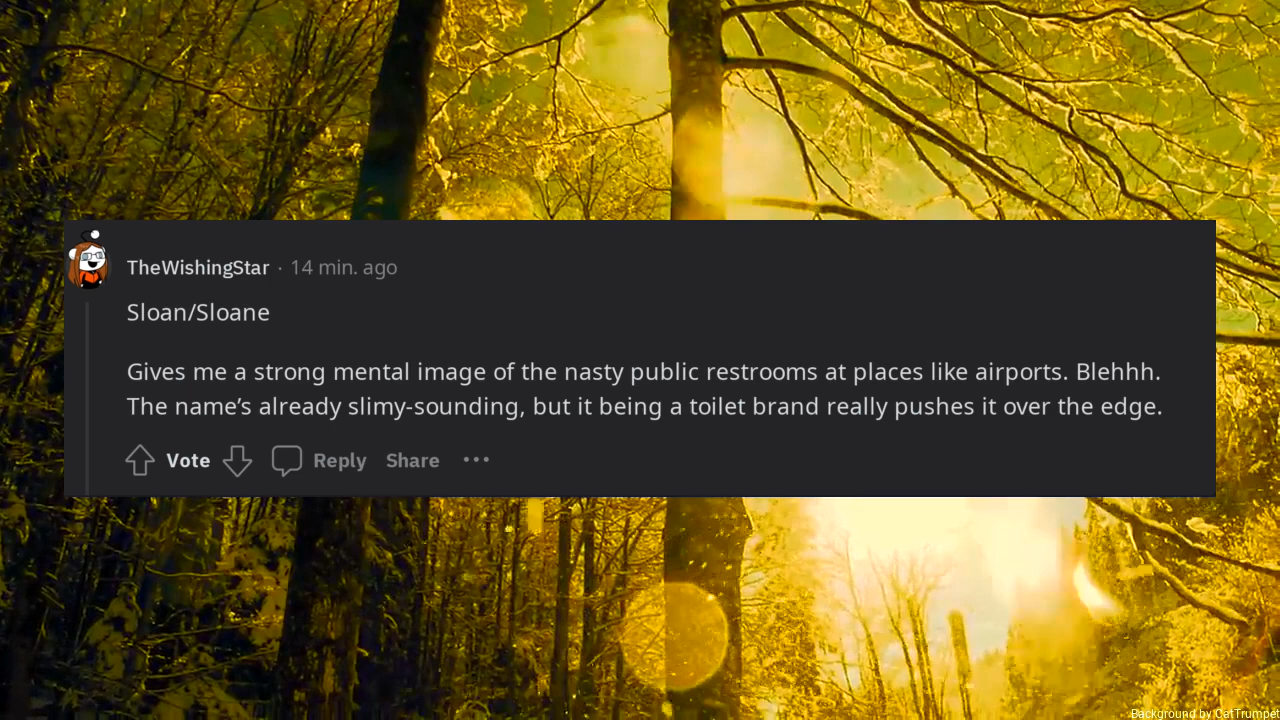 TheWishingStar · 14 min. ago
Sloan/Sloane
Gives me a strong mental image of the nasty public restrooms at places like airports. Blehhh.
The name’s already slimy-sounding, but it being a toilet brand really pushes it over the edge.
Vote Reply Share
Background by CatTrumpet